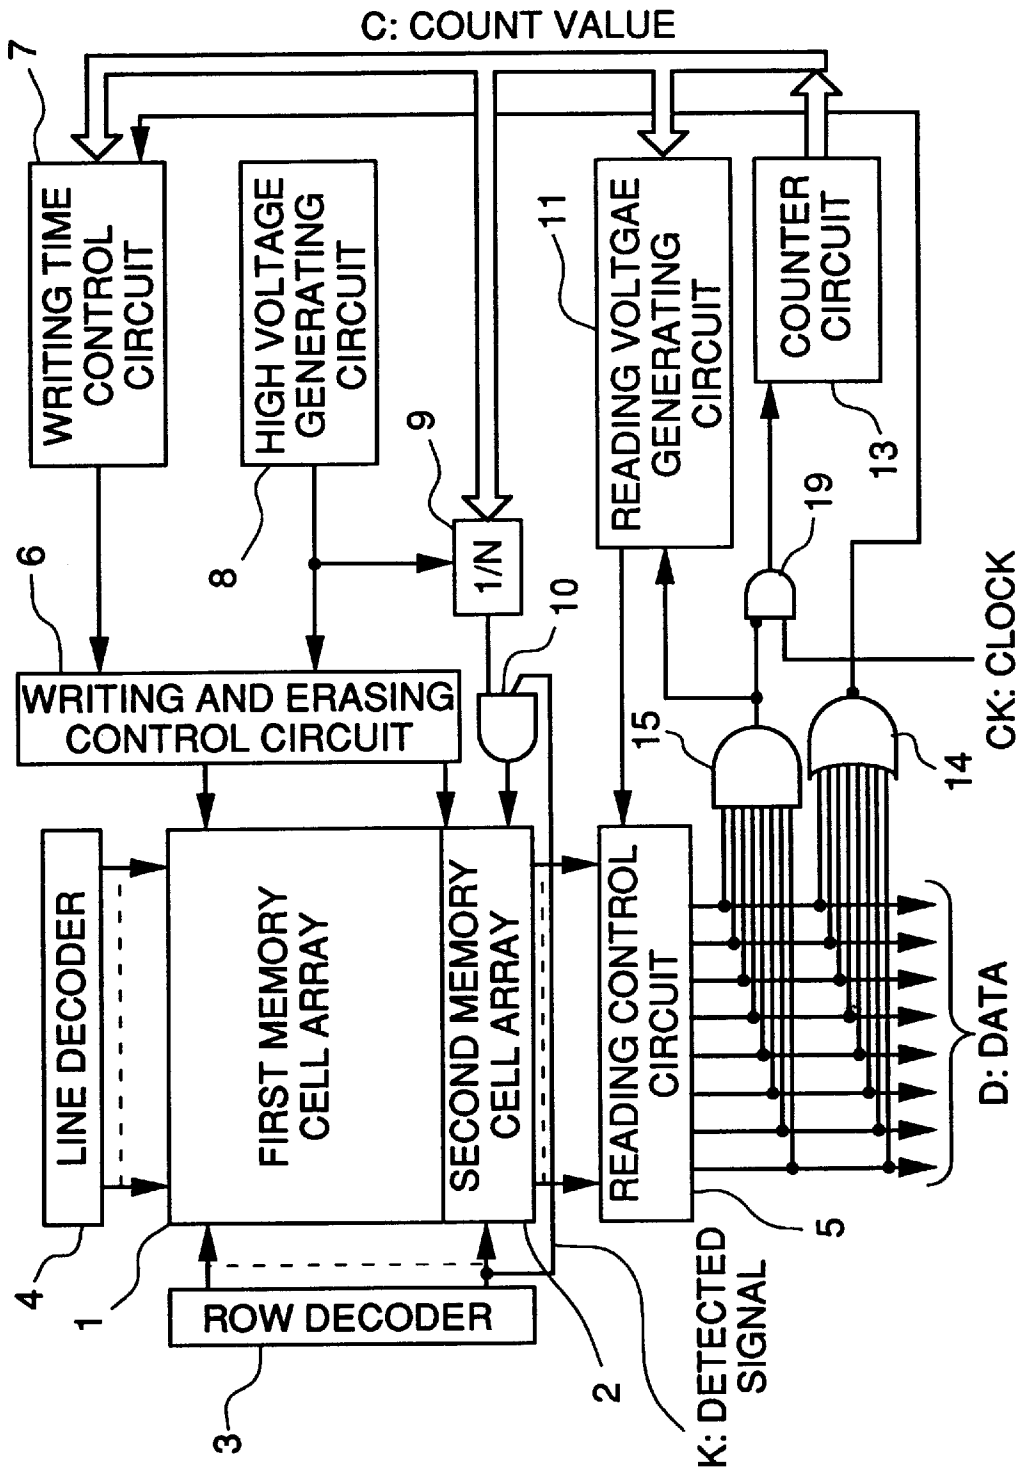 C: COUNT VALUE
7
WRITING TIME
CONTROL
CIRCUIT
HIGH VOLTAGE
GENERATING
CIRCUIT
8
9
1/N
10
11
READING VOLTGAE
GENERATING
CIRCUIT
COUNTER
CIRCUIT
13
19
CK: CLOCK
6
WRITING AND ERASING
CONTROL CIRCUIT
15
14
LINE DECODER
4
FIRST MEMORY
CELL ARRAY
1
SECOND MEMORY
CELL ARRAY
2
READING CONTROL
CIRCUIT
5
D: DATA
ROW DECODER
3
K: DETECTED
SIGNAL